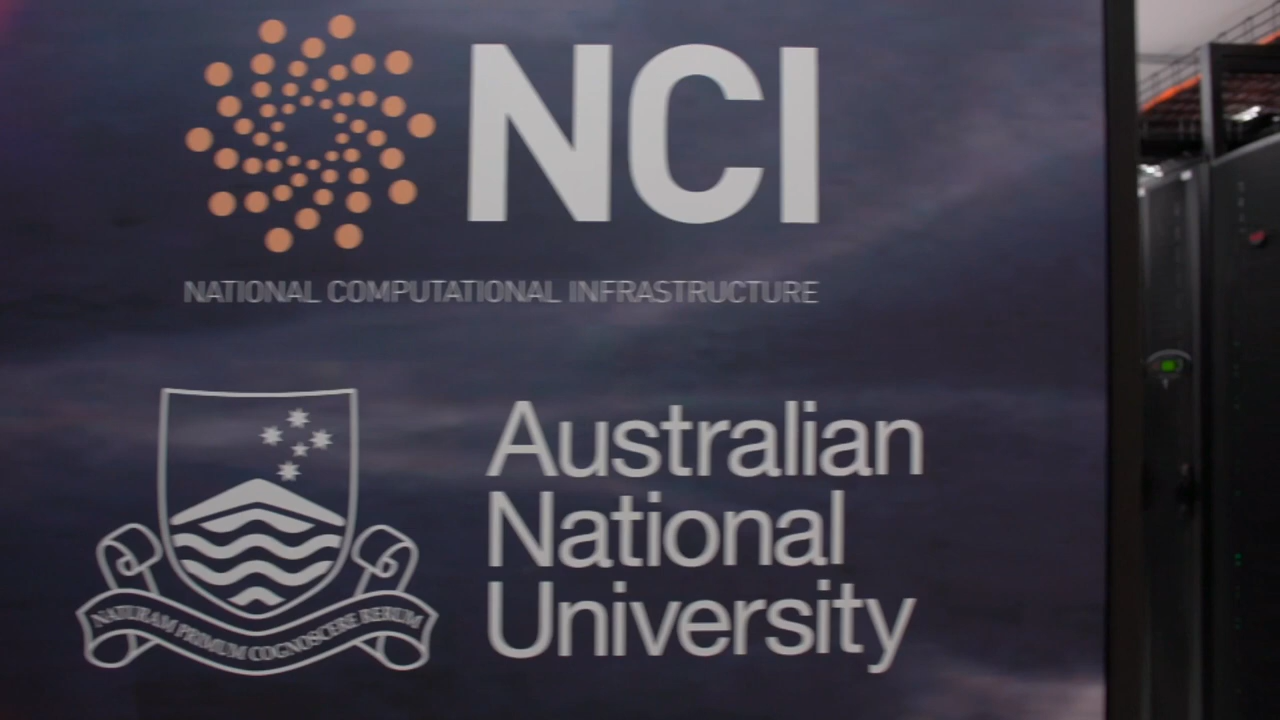 NCI
NATIONAL COMPUTATIONAL INFRASTRUCTURE
Australian
National
University
NATURAM PRIMUM COGNOSCERE RERUM